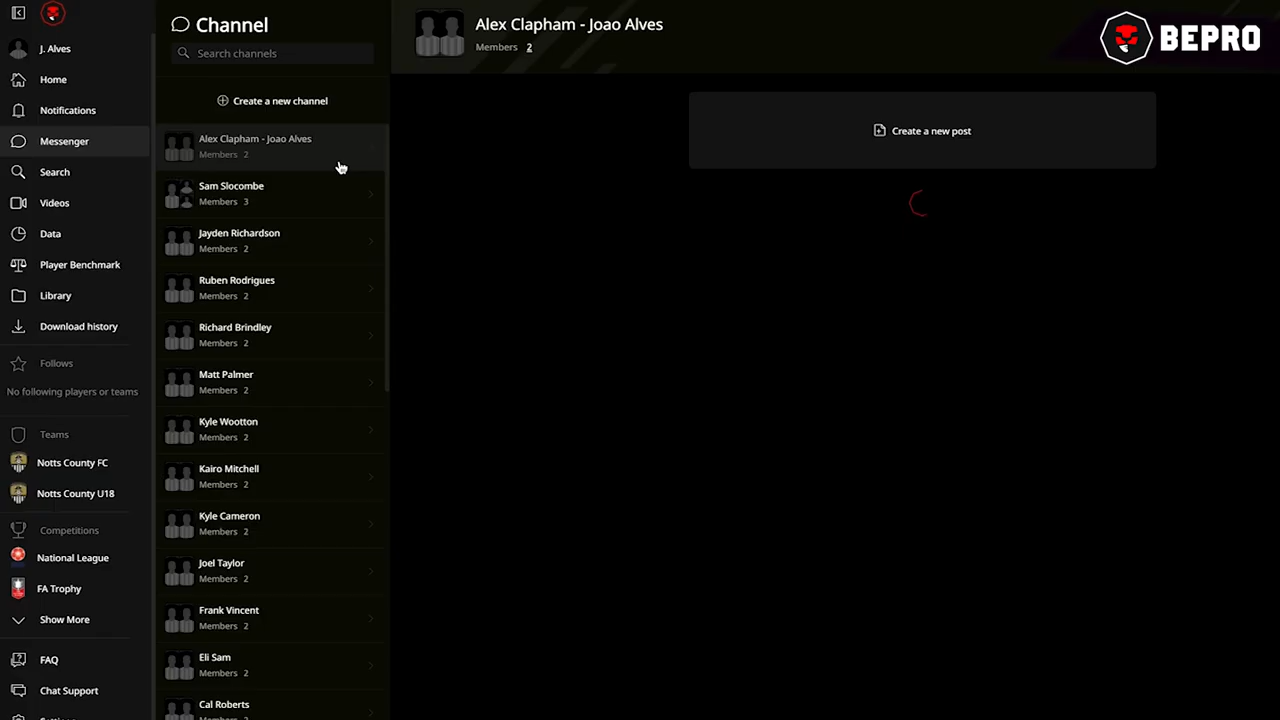 J. Alves
Home
Notifications
Messenger
Search
Videos
Data
Player Benchmark
Library
Download history
Follows
No following players or teams
Teams
Notts County FC
Notts County U18
Competitions
National League
FA Trophy
Show More
FAQ
Chat Support
Channel
Search channels
Create a new channel
Alex Clapham - Joao Alves
Members 2
Sam Slocombe
Members 3
Jayden Richardson
Members 2
Ruben Rodrigues
Members 2
Richard Brindley
Members 2
Matt Palmer
Members 2
Kyle Wootton
Members 2
Kairo Mitchell
Members 2
Kyle Cameron
Members 2
Joel Taylor
Members 2
Frank Vincent
Members 2
Eli Sam
Members 2
Cal Roberts
Alex Clapham - Joao Alves
Members 2
BEPRO
Create a new post